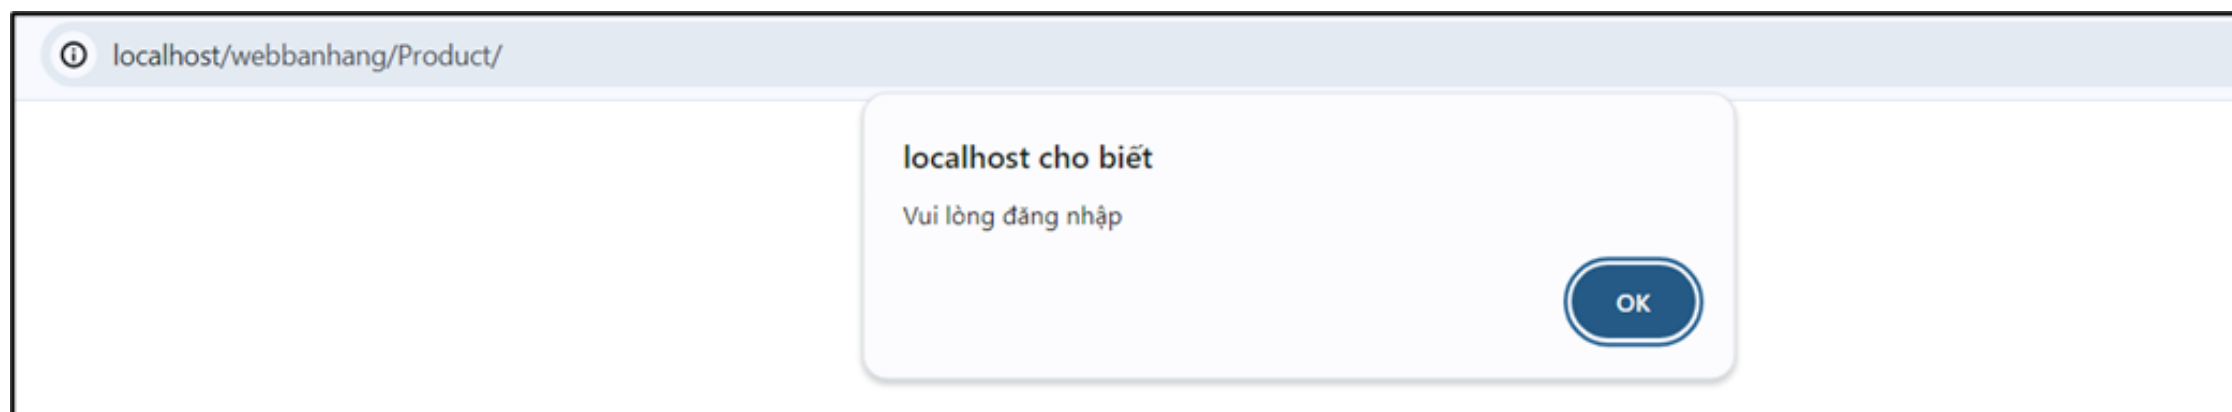 localhost/webbanhang/Product/
localhost cho biết
Vui lòng đăng nhập
OK